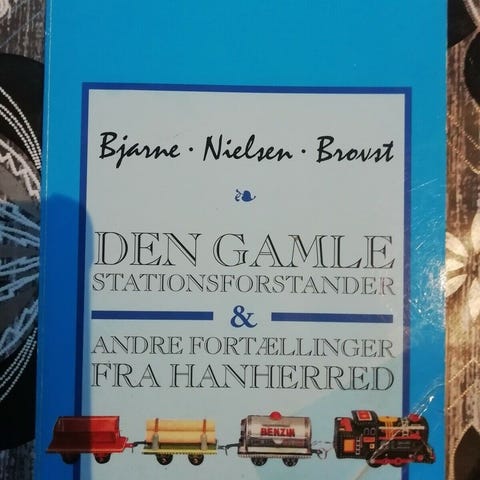 Bjarne · Nielsen · Brovst
DEN GAMLE
STATIONSFORSTANDER
&
ANDRE FORTÆLLINGER
FRA HANHERRED
BENZIN